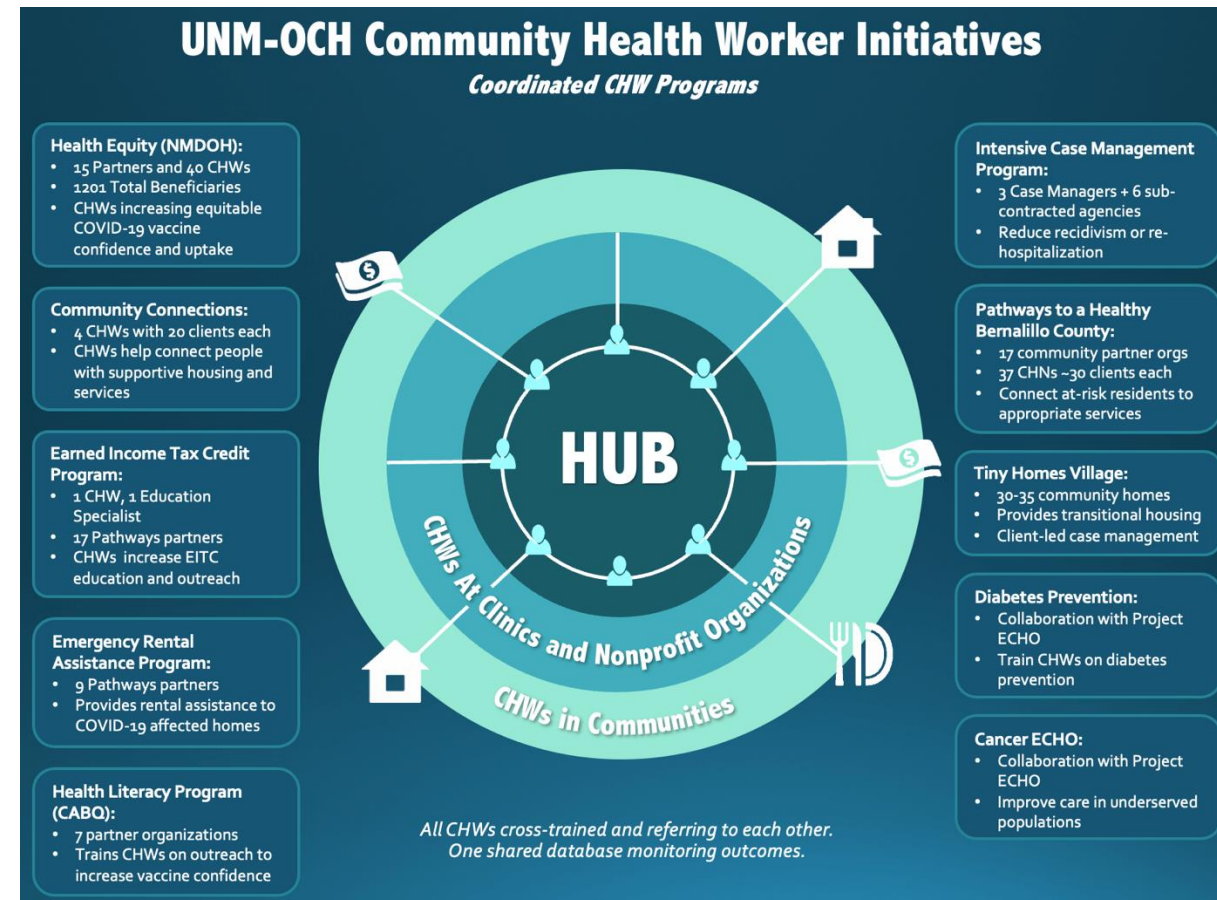 UNM-OCH Community Health Worker Initiatives
Coordinated CHW Programs
Health Equity (NMDOH):
• 15 Partners and 40 CHWs
• 1201 Total Beneficiaries
• CHWs increasing equitable
COVID-19 vaccine
confidence and uptake
Community Connections:
• 4 CHWs with 20 clients each
• CHWs help connect people
with supportive housing and
services
Earned Income Tax Credit
Program:
• 1 CHW, 1 Education
Specialist
• 17 Pathways partners
• CHWs increase EITC
education and outreach
Emergency Rental
Assistance Program:
• 9 Pathways partners
• Provides rental assistance to
COVID-19 affected homes
Health Literacy Program
(CABQ):
• 7 partner organizations
• Trains CHWs on outreach to
increase vaccine confidence
$
$
HUB
CHWs At Clinics and Nonprofit Organizations
CHWs in Communities
All CHWs cross-trained and referring to each other.
One shared database monitoring outcomes.
Intensive Case Management
Program:
• 3 Case Managers + 6 sub-
contracted agencies
• Reduce recidivism or re-
hospitalization
Pathways to a Healthy
Bernalillo County:
• 17 community partner orgs
• 37 CHNs ~30 clients each
• Connect at-risk residents to
appropriate services
Tiny Homes Village:
• 30-35 community homes
• Provides transitional housing
• Client-led case management
Diabetes Prevention:
• Collaboration with Project
ECHO
• Train CHWs on diabetes
prevention
Cancer ECHO:
• Collaboration with Project
ECHO
• Improve care in underserved
populations